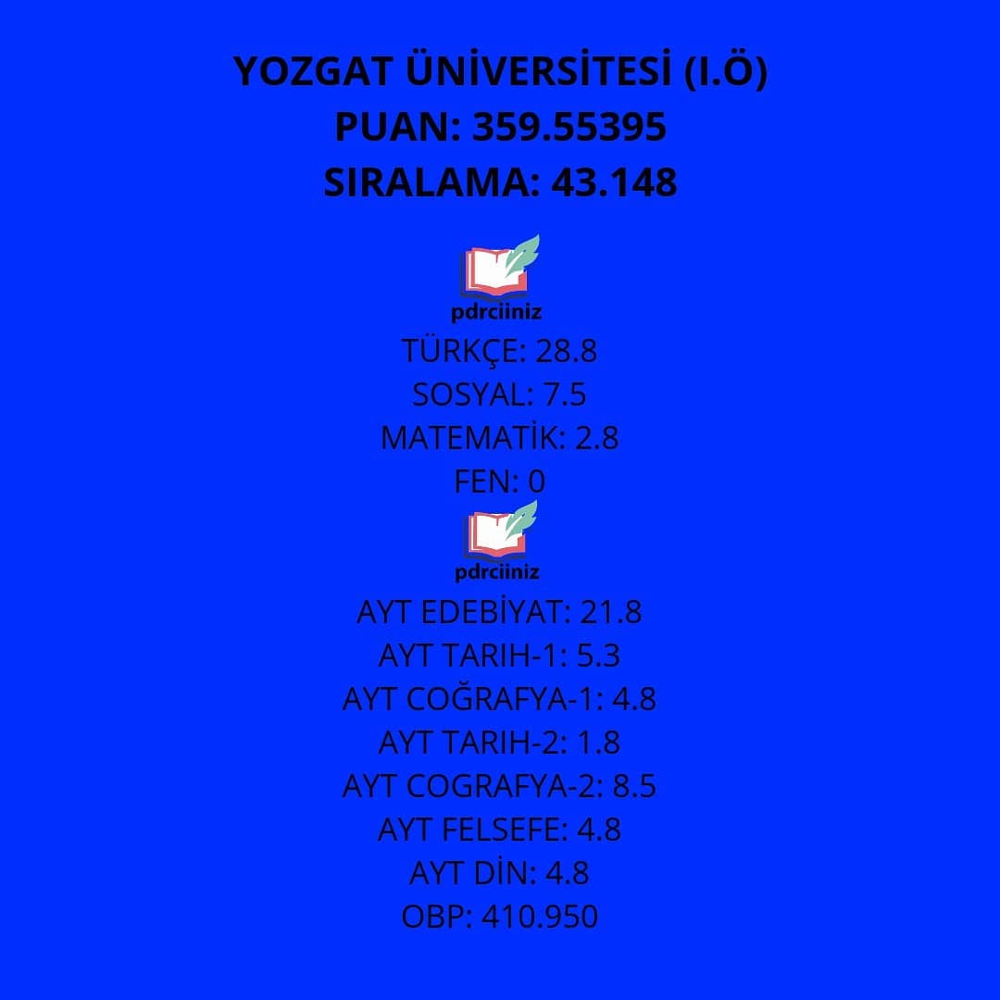 YOZGAT ÜNİVERSİTESİ (I.Ö)
PUAN: 359.55395
SIRALAMA: 43.148
pdrciiniz
TÜRKÇE: 28.8
SOSYAL: 7.5
MATEMATİK: 2.8
FEN: 0
pdrciiniz
AYT EDEBİYAT: 21.8
AYT TARIH-1: 5.3
AYT COĞRAFYA-1: 4.8
AYT TARIH-2: 1.8
AYT COGRAFYA-2: 8.5
AYT FELSEFE: 4.8
AYT DİN: 4.8
OBP: 410.950